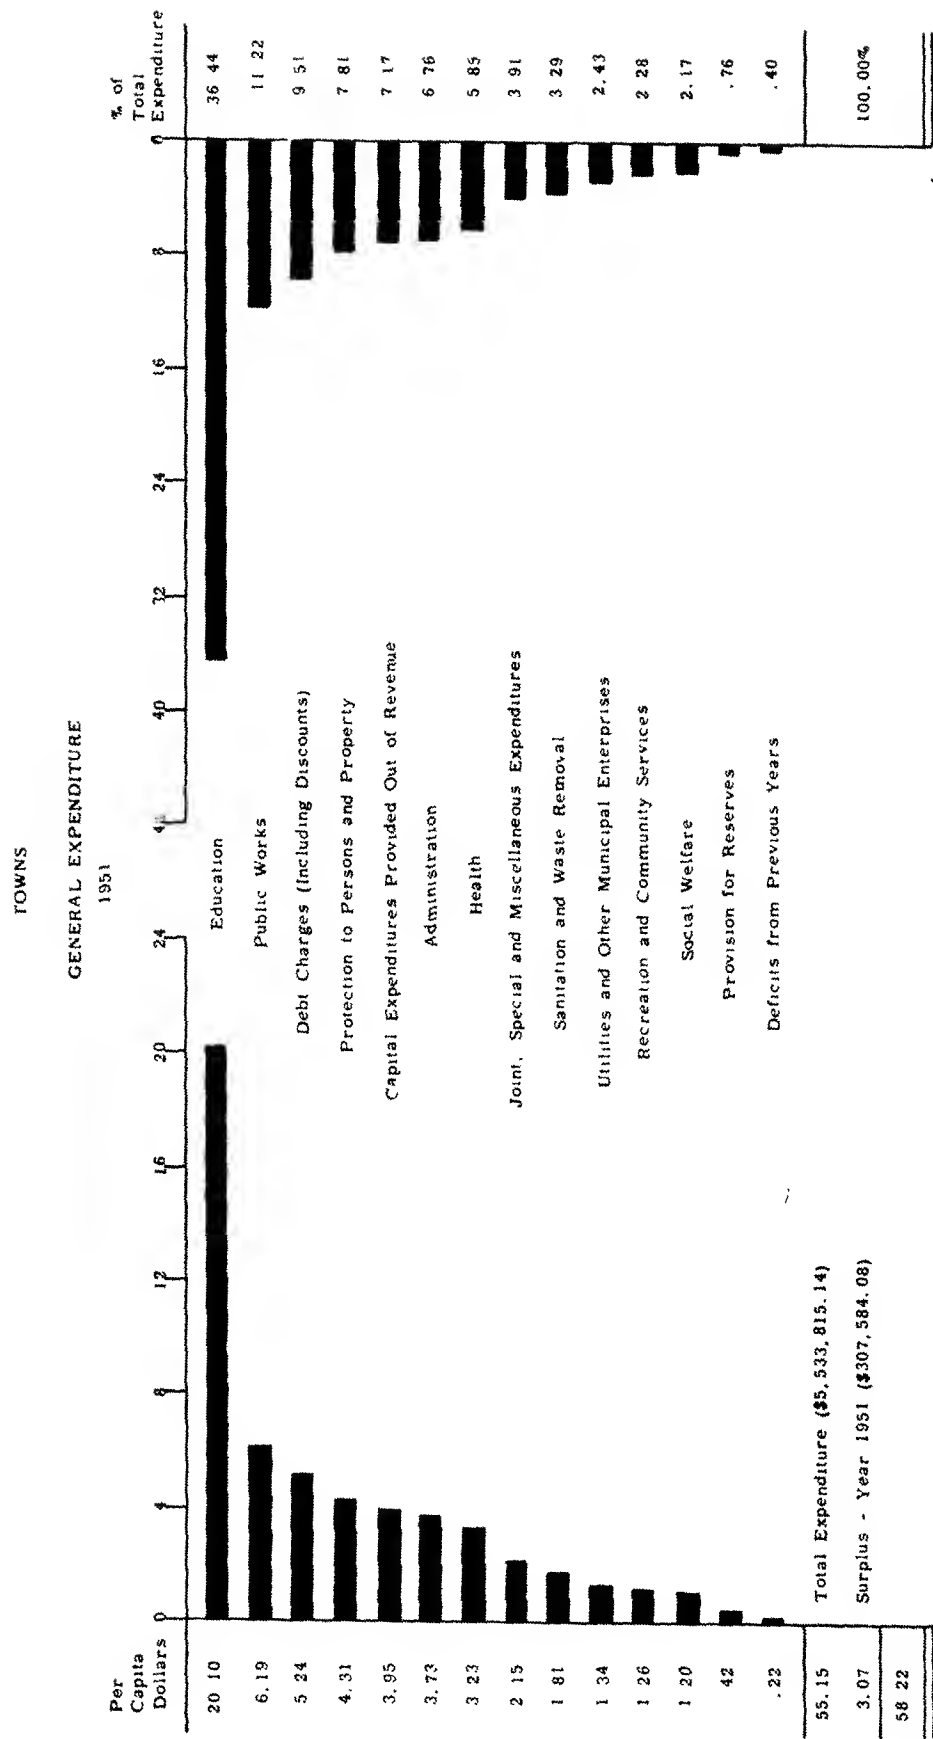 TOWNS
GENERAL EXPENDITURE
1951
Per Capita Dollars
% of Total Expenditure
0 4 8 12 16 20 24
40 32 24 16 8 0
20 10 Education 36 44
6.19 Public Works 11 22
5 24 Debt Charges (Including Discounts) 9 51
4.31 Protection to Persons and Property 7 81
3.95 Capital Expenditures Provided Out of Revenue 7 17
3.73 Administration 6 76
3 23 Health 5 85
2 15 Joint, Special and Miscellaneous Expenditures 3 91
1 81 Sanitation and Waste Removal 3 29
1 34 Utilities and Other Municipal Enterprises 2.43
1 26 Recreation and Community Services 2 28
1 20 Social Welfare 2.17
42 Provision for Reserves .76
.22 Deficits from Previous Years .40
55.15 Total Expenditure ($5,533,815.14) 100.00%
3.07 Surplus - Year 1951 ($307,584.08)
58 22